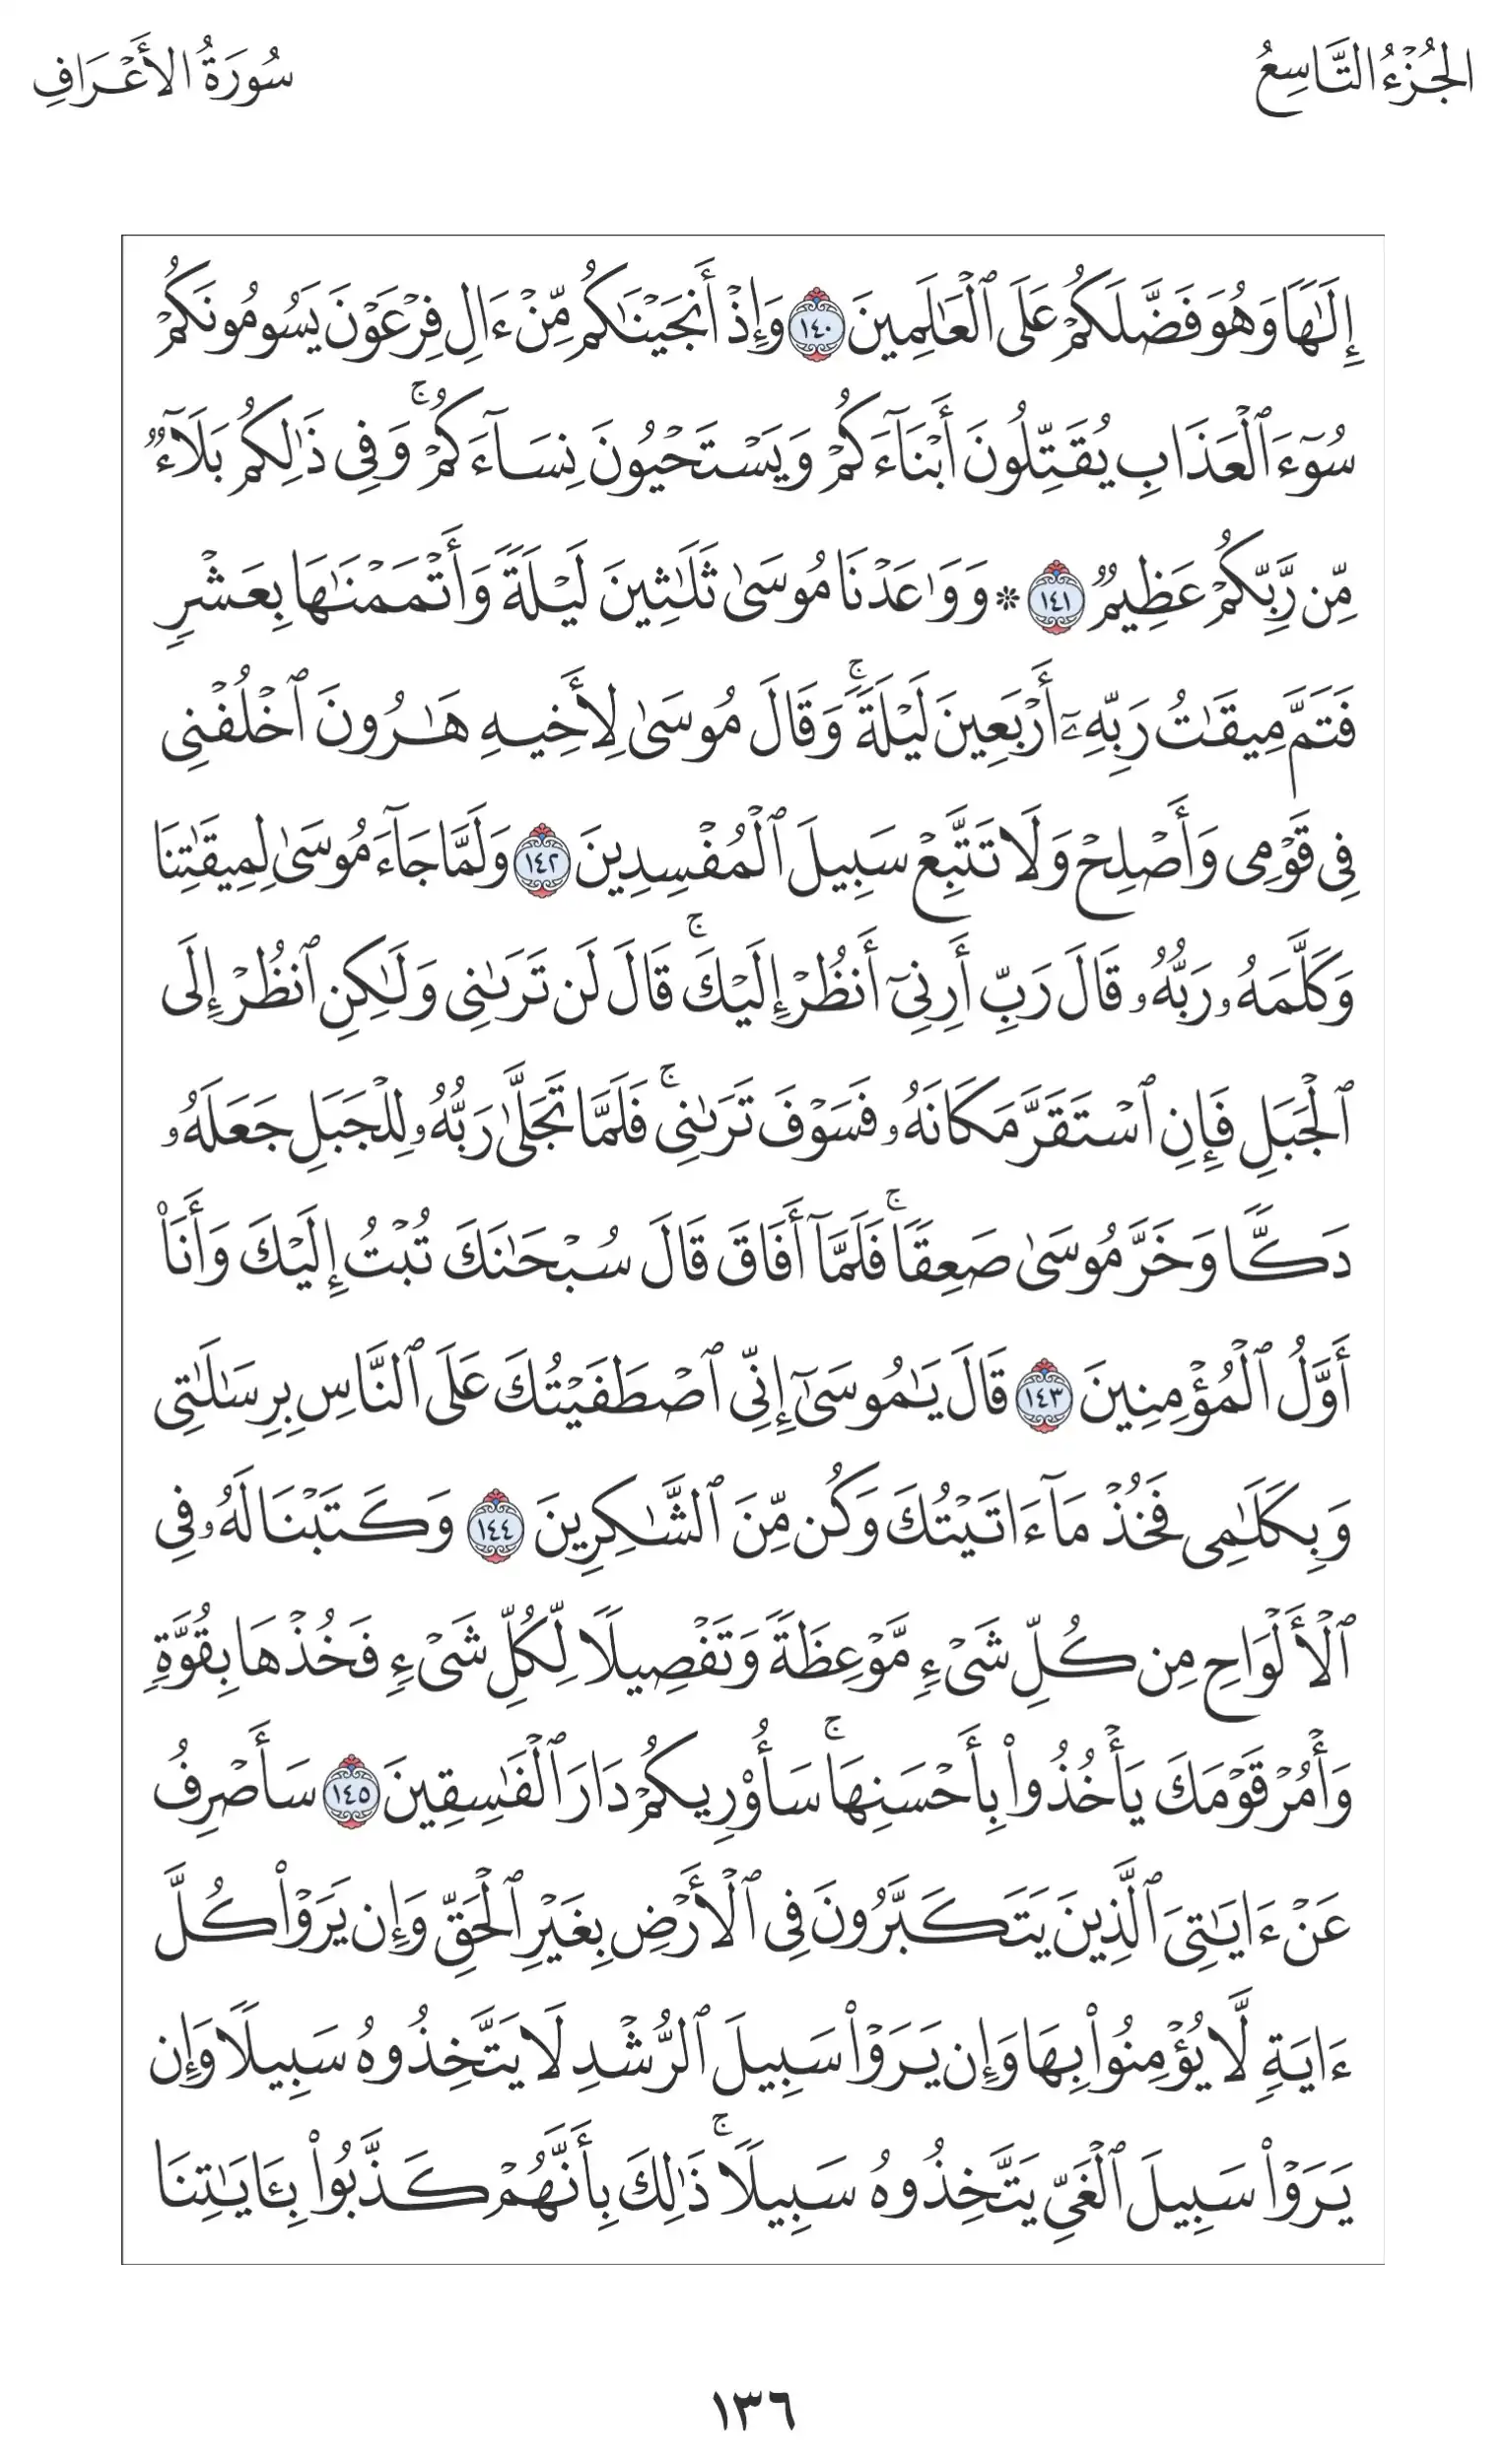 الجُزْءُ التَّاسِعُ
سُورَةُ الأَعْرَافِ
إِلَـٰهًا وَهُوَ فَضَّلَكُمْ عَلَى ٱلْعَـٰلَمِينَ ١٤٠ وَإِذْ أَنجَيْنَـٰكُم مِّنْ ءَالِ فِرْعَوْنَ يَسُومُونَكُمْ
سُوٓءَ ٱلْعَذَابِ يُقَتِّلُونَ أَبْنَآءَكُمْ وَيَسْتَحْيُونَ نِسَآءَكُمْ ۚ وَفِى ذَٰلِكُم بَلَآءٌ
مِّن رَّبِّكُمْ عَظِيمٌ ١٤١ * وَوَٰعَدْنَا مُوسَىٰ ثَلَـٰثِينَ لَيْلَةً وَأَتْمَمْنَـٰهَا بِعَشْرٍ
فَتَمَّ مِيقَـٰتُ رَبِّهِۦٓ أَرْبَعِينَ لَيْلَةً ۚ وَقَالَ مُوسَىٰ لِأَخِيهِ هَـٰرُونَ ٱخْلُفْنِى
فِى قَوْمِى وَأَصْلِحْ وَلَا تَتَّبِعْ سَبِيلَ ٱلْمُفْسِدِينَ ١٤٢ وَلَمَّا جَآءَ مُوسَىٰ لِمِيقَـٰتِنَا
وَكَلَّمَهُۥ رَبُّهُۥ قَالَ رَبِّ أَرِنِىٓ أَنظُرْ إِلَيْكَ ۚ قَالَ لَن تَرَىٰنِى وَلَـٰكِنِ ٱنظُرْ إِلَى
ٱلْجَبَلِ فَإِنِ ٱسْتَقَرَّ مَكَانَهُۥ فَسَوْفَ تَرَىٰنِى ۚ فَلَمَّا تَجَلَّىٰ رَبُّهُۥ لِلْجَبَلِ جَعَلَهُۥ
دَكًّا وَخَرَّ مُوسَىٰ صَعِقًا ۚ فَلَمَّآ أَفَاقَ قَالَ سُبْحَـٰنَكَ تُبْتُ إِلَيْكَ وَأَنَا۠
أَوَّلُ ٱلْمُؤْمِنِينَ ١٤٣ قَالَ يَـٰمُوسَىٰٓ إِنِّى ٱصْطَفَيْتُكَ عَلَى ٱلنَّاسِ بِرِسَـٰلَـٰتِى
وَبِكَلَـٰمِى فَخُذْ مَآ ءَاتَيْتُكَ وَكُن مِّنَ ٱلشَّـٰكِرِينَ ١٤٤ وَكَتَبْنَا لَهُۥ فِى
ٱلْأَلْوَاحِ مِن كُلِّ شَىْءٍ مَّوْعِظَةً وَتَفْصِيلًا لِّكُلِّ شَىْءٍ فَخُذْهَا بِقُوَّةٍ
وَأْمُرْ قَوْمَكَ يَأْخُذُوا۟ بِأَحْسَنِهَا ۚ سَأُو۟رِيكُمْ دَارَ ٱلْفَـٰسِقِينَ ١٤٥ سَأَصْرِفُ
عَنْ ءَايَـٰتِىَ ٱلَّذِينَ يَتَكَبَّرُونَ فِى ٱلْأَرْضِ بِغَيْرِ ٱلْحَقِّ وَإِن يَرَوْا۟ كُلَّ
ءَايَةٍ لَّا يُؤْمِنُوا۟ بِهَا وَإِن يَرَوْا۟ سَبِيلَ ٱلرُّشْدِ لَا يَتَّخِذُوهُ سَبِيلًا وَإِن
يَرَوْا۟ سَبِيلَ ٱلْغَىِّ يَتَّخِذُوهُ سَبِيلًا ۚ ذَٰلِكَ بِأَنَّهُمْ كَذَّبُوا۟ بِـَٔايَـٰتِنَا
١٣٦